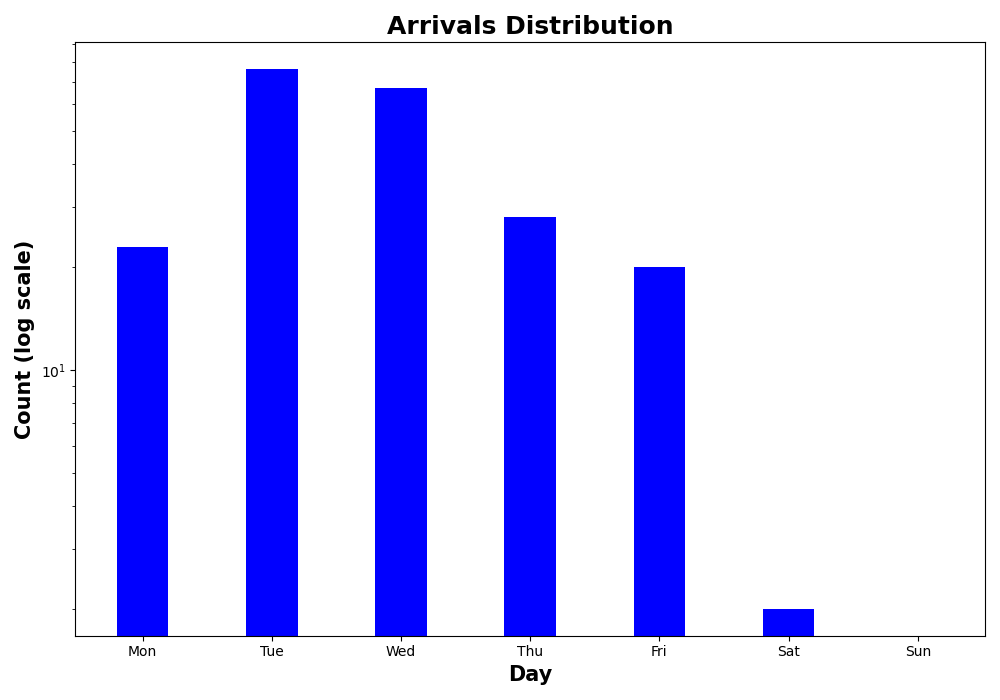 Arrivals Distribution
Count (log scale)
10¹
Mon Tue Wed Thu Fri Sat Sun
Day